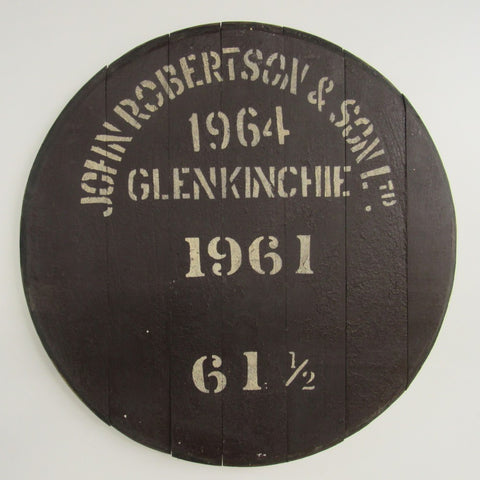 JOHN ROBERTSON & SON LTD.
1964
GLENKINCHIE
1961
61 ½